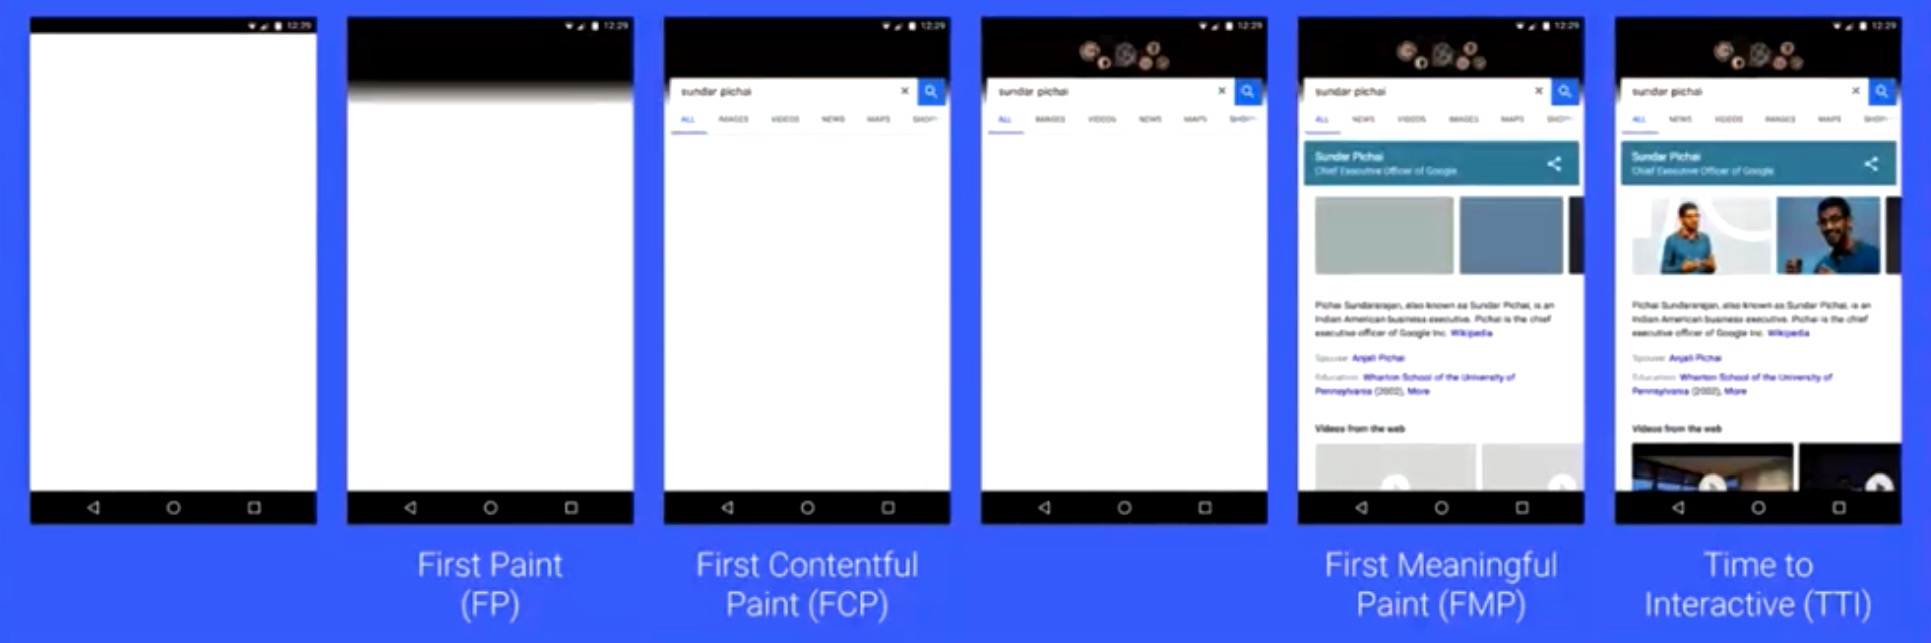 12:29
12:29
12:29
sundar pichai
ALL IMAGES VIDEOS NEWS MAPS
12:29
sundar pichai
ALL IMAGES VIDEOS NEWS MAPS
12:29
sundar pichai
ALL NEWS VIDEOS IMAGES MAPS
Sundar Pichai
Chief Executive Officer of Google
Pichai Sundararajan, also known as Sundar Pichai, is an
Indian American business executive. Pichai is the chief
executive officer of Google Inc. Wikipedia
Spouse: Anjali Pichai
Education: Wharton School of the University of
Pennsylvania (2002), More
Videos from the web
12:29
sundar pichai
ALL NEWS VIDEOS IMAGES MAPS
Sundar Pichai
Chief Executive Officer of Google
Pichai Sundararajan, also known as Sundar Pichai, is an
Indian American business executive. Pichai is the chief
executive officer of Google Inc. Wikipedia
Spouse: Anjali Pichai
Education: Wharton School of the University of
Pennsylvania (2002), More
Videos from the web
First Paint
(FP)
First Contentful
Paint (FCP)
First Meaningful
Paint (FMP)
Time to
Interactive (TTI)